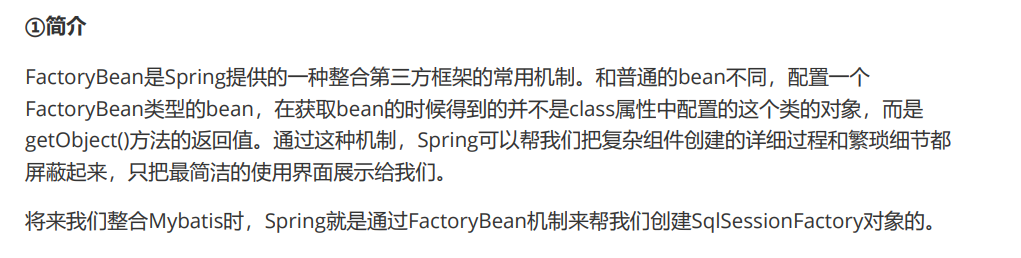 ①简介
FactoryBean是Spring提供的一种整合第三方框架的常用机制。和普通的bean不同，配置一个
FactoryBean类型的bean，在获取bean的时候得到的并不是class属性中配置的这个类的对象，而是
getObject()方法的返回值。通过这种机制，Spring可以帮我们把复杂组件创建的详细过程和繁琐细节都
屏蔽起来，只把最简洁的使用界面展示给我们。
将来我们整合Mybatis时，Spring就是通过FactoryBean机制来帮我们创建SqlSessionFactory对象的。